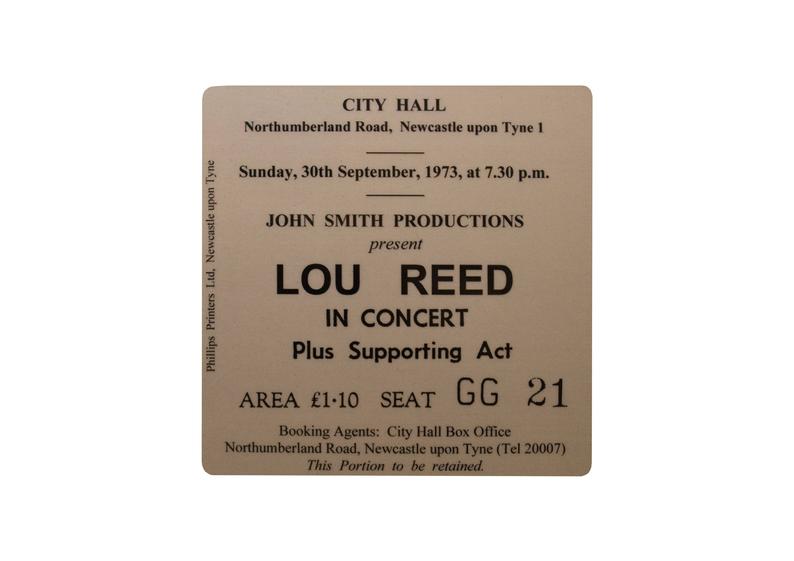 CITY HALL
Northumberland Road, Newcastle upon Tyne 1
Sunday, 30th September, 1973, at 7.30 p.m.
JOHN SMITH PRODUCTIONS
present
LOU REED
IN CONCERT
Plus Supporting Act
AREA £1·10 SEAT GG 21
Booking Agents: City Hall Box Office
Northumberland Road, Newcastle upon Tyne (Tel 20007)
This Portion to be retained.
Phillips Printers Ltd, Newcastle upon Tyne